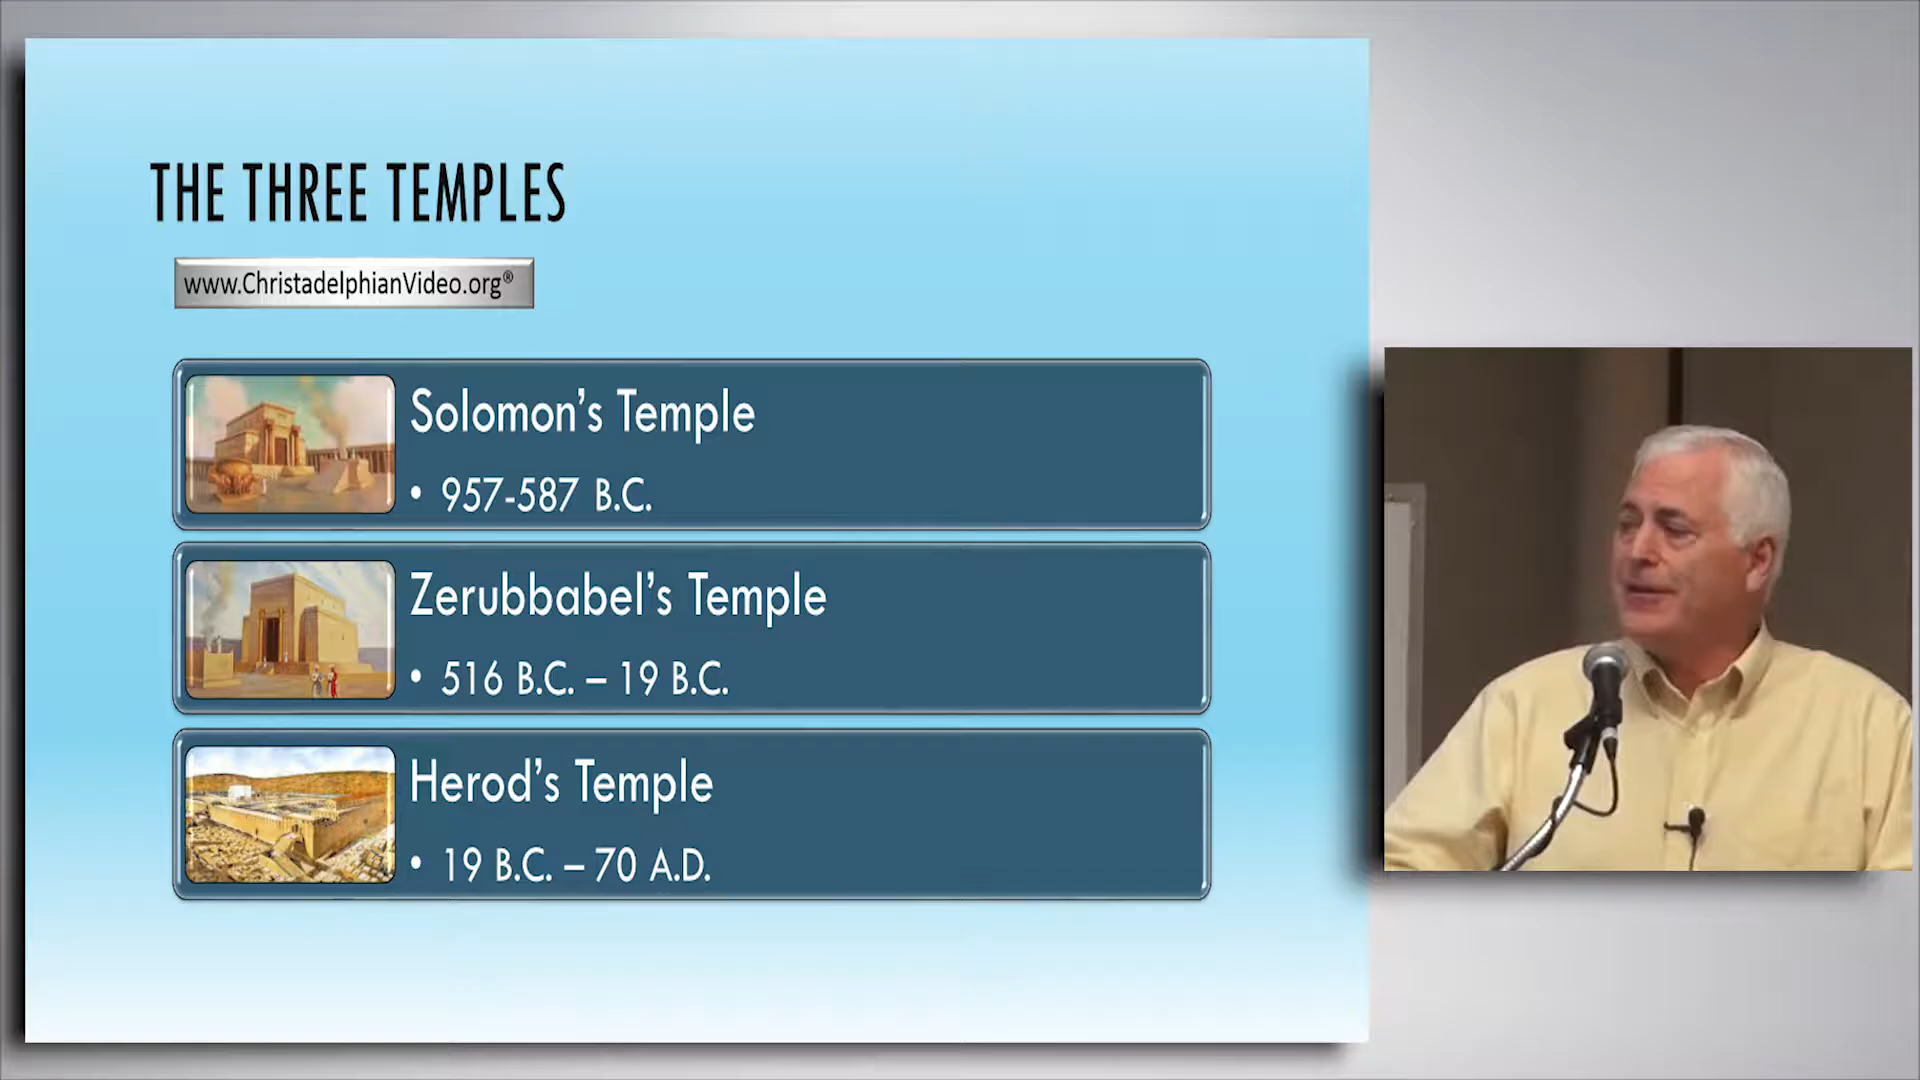 THE THREE TEMPLES
www.ChristadelphianVideo.org®
Solomon's Temple
• 957-587 B.C.
Zerubbabel's Temple
• 516 B.C. – 19 B.C.
Herod's Temple
• 19 B.C. – 70 A.D.